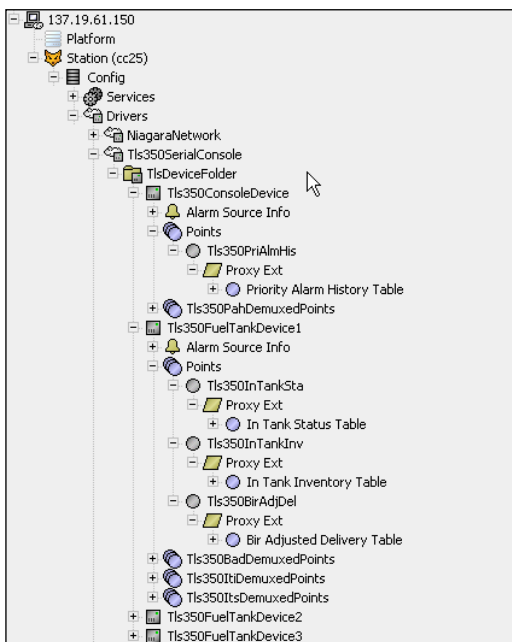 137.19.61.150
Platform
Station (cc25)
Config
Services
Drivers
NiagaraNetwork
Tls350SerialConsole
TlsDeviceFolder
Tls350ConsoleDevice
Alarm Source Info
Points
Tls350PriAlmHis
Proxy Ext
Priority Alarm History Table
Tls350PahDemuxedPoints
Tls350FuelTankDevice1
Alarm Source Info
Points
Tls350InTankSta
Proxy Ext
In Tank Status Table
Tls350InTankInv
Proxy Ext
In Tank Inventory Table
Tls350BirAdjDel
Proxy Ext
Bir Adjusted Delivery Table
Tls350BadDemuxedPoints
Tls350ItiDemuxedPoints
Tls350ItsDemuxedPoints
Tls350FuelTankDevice2
Tls350FuelTankDevice3